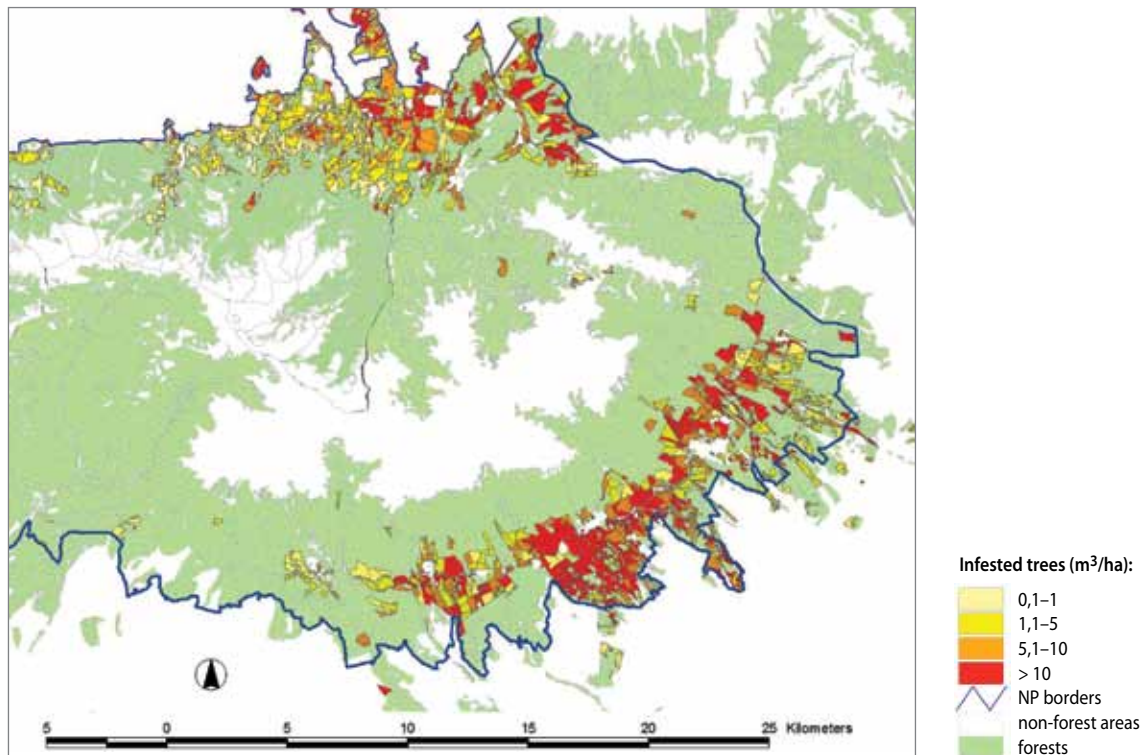 Infested trees (m³/ha):
0,1–1
1,1–5
5,1–10
> 10
NP borders
non-forest areas
forests
5 0 5 10 15 20 25 Kilometers